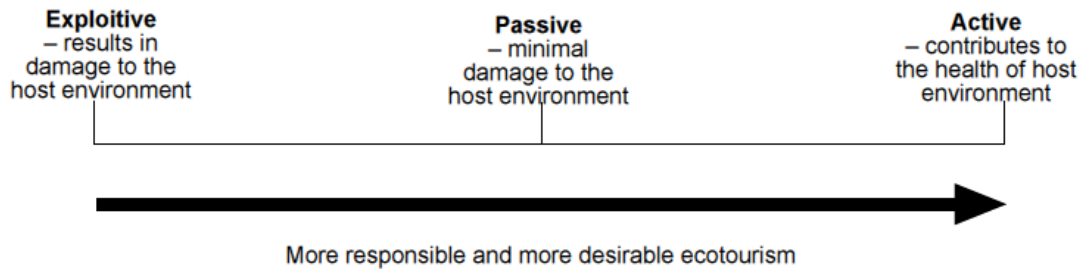 Exploitive
– results in
damage to the
host environment
Passive
– minimal
damage to the
host environment
Active
– contributes to
the health of host
environment
More responsible and more desirable ecotourism